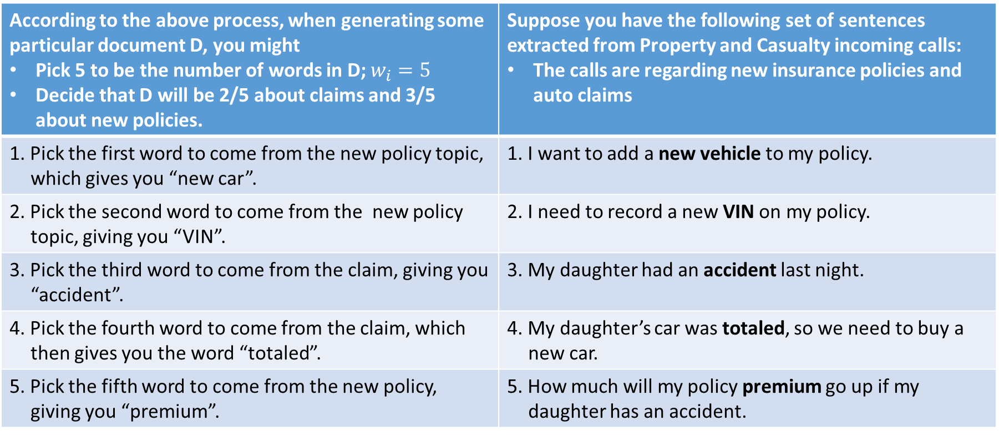 According to the above process, when generating some
particular document D, you might
• Pick 5 to be the number of words in D; wᵢ = 5
• Decide that D will be 2/5 about claims and 3/5
about new policies.
Suppose you have the following set of sentences
extracted from Property and Casualty incoming calls:
• The calls are regarding new insurance policies and
auto claims
1. Pick the first word to come from the new policy topic,
which gives you “new car”.
1. I want to add a new vehicle to my policy.
2. Pick the second word to come from the new policy
topic, giving you “VIN”.
2. I need to record a new VIN on my policy.
3. Pick the third word to come from the claim, giving you
“accident”.
3. My daughter had an accident last night.
4. Pick the fourth word to come from the claim, which
then gives you the word “totaled”.
4. My daughter’s car was totaled, so we need to buy a
new car.
5. Pick the fifth word to come from the new policy,
giving you “premium”.
5. How much will my policy premium go up if my
daughter has an accident.